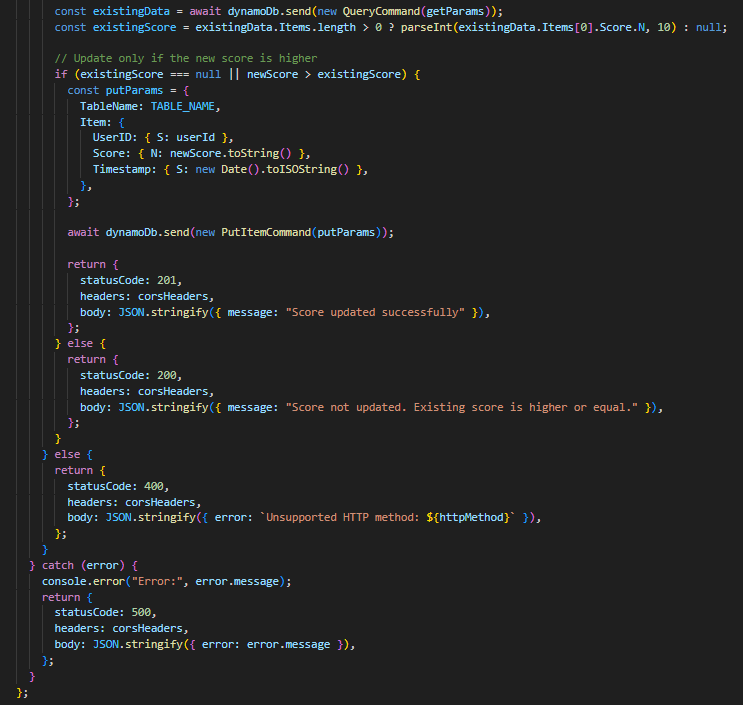 const existingData = await dynamoDb.send(new QueryCommand(getParams));
const existingScore = existingData.Items.length > 0 ? parseInt(existingData.Items[0].Score.N, 10) : null;

// Update only if the new score is higher
if (existingScore === null || newScore > existingScore) {
  const putParams = {
    TableName: TABLE_NAME,
    Item: {
      UserID: { S: userId },
      Score: { N: newScore.toString() },
      Timestamp: { S: new Date().toISOString() },
    },
  };

  await dynamoDb.send(new PutItemCommand(putParams));

  return {
    statusCode: 201,
    headers: corsHeaders,
    body: JSON.stringify({ message: "Score updated successfully" }),
  };
} else {
  return {
    statusCode: 200,
    headers: corsHeaders,
    body: JSON.stringify({ message: "Score not updated. Existing score is higher or equal." }),
  };
}
} else {
  return {
    statusCode: 400,
    headers: corsHeaders,
    body: JSON.stringify({ error: `Unsupported HTTP method: ${httpMethod}` }),
  };
}
} catch (error) {
  console.error("Error:", error.message);
  return {
    statusCode: 500,
    headers: corsHeaders,
    body: JSON.stringify({ error: error.message }),
  };
}
};